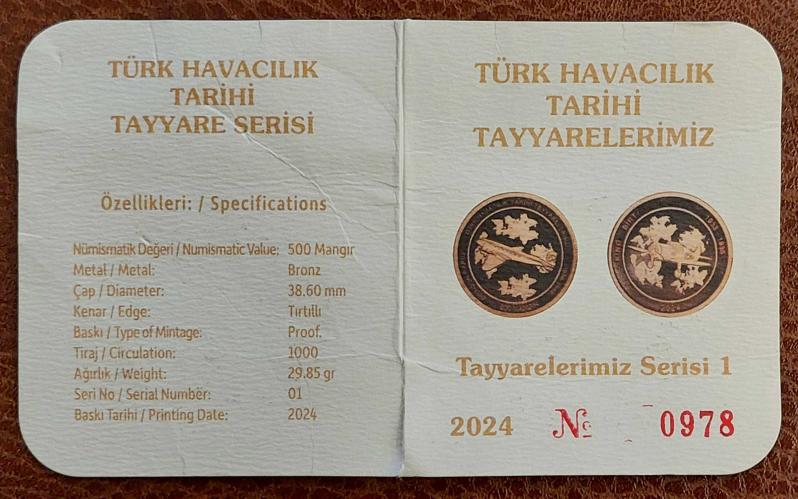 TÜRK HAVACILIK
TARİHİ
TAYYARE SERİSİ
Özellikleri: / Specifications
Nümismatik Değeri / Numismatic Value: 500 Mangır
Metal / Metal: Bronz
Çap / Diameter: 38.60 mm
Kenar / Edge: Tırtıllı
Baskı / Type of Mintage: Proof.
Tiraj / Circulation: 1000
Ağırlık / Weight: 29.85 gr
Seri No / Serial Number: 01
Baskı Tarihi / Printing Date: 2024
TÜRK HAVACILIK
TARİHİ
TAYYARELERİMİZ
Tayyarelerimiz Serisi 1
2024 № 0978